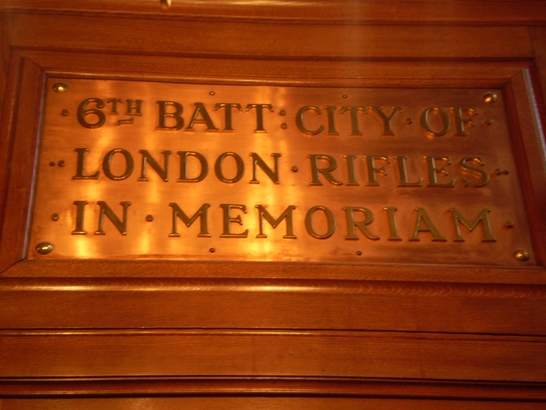 6TH BATT: CITY · OF ·
· LONDON · RIFLES ·
· IN · MEMORIAM ·